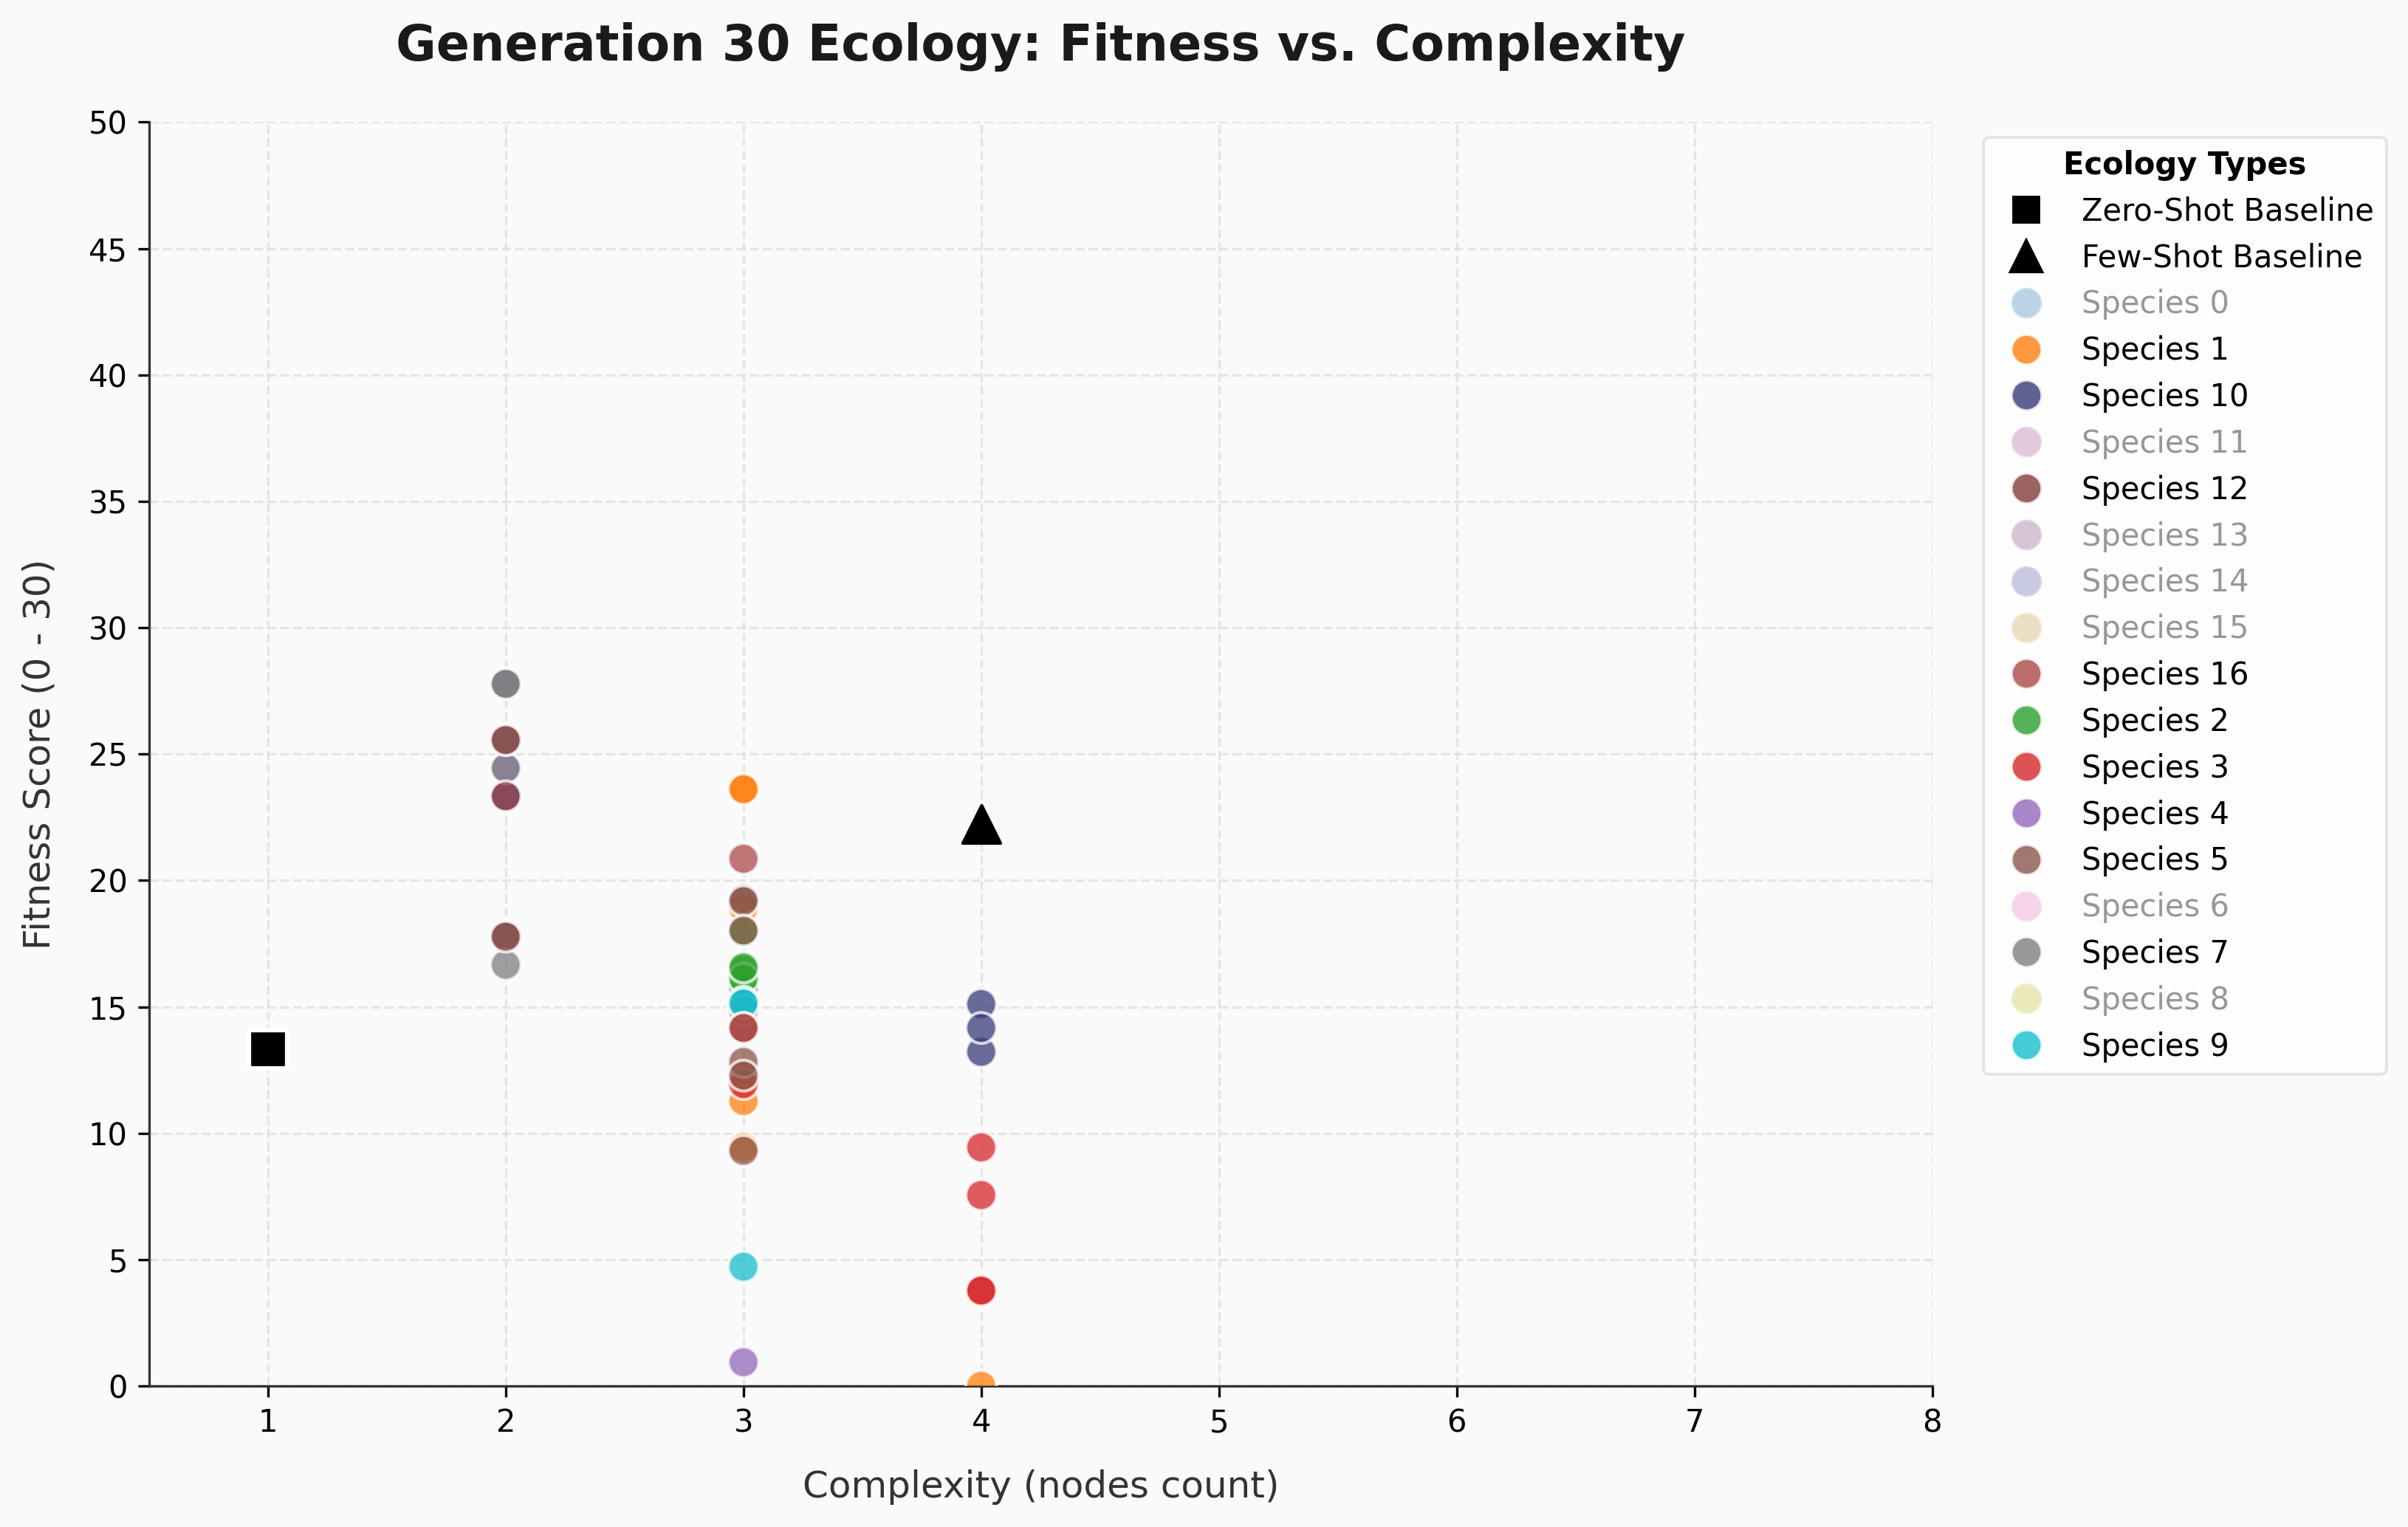 Generation 30 Ecology: Fitness vs. Complexity
Fitness Score (0 - 30)
50
45
40
35
30
25
20
15
10
5
0
1 2 3 4 5 6 7 8
Complexity (nodes count)
Ecology Types
Zero-Shot Baseline
Few-Shot Baseline
Species 0
Species 1
Species 10
Species 11
Species 12
Species 13
Species 14
Species 15
Species 16
Species 2
Species 3
Species 4
Species 5
Species 6
Species 7
Species 8
Species 9